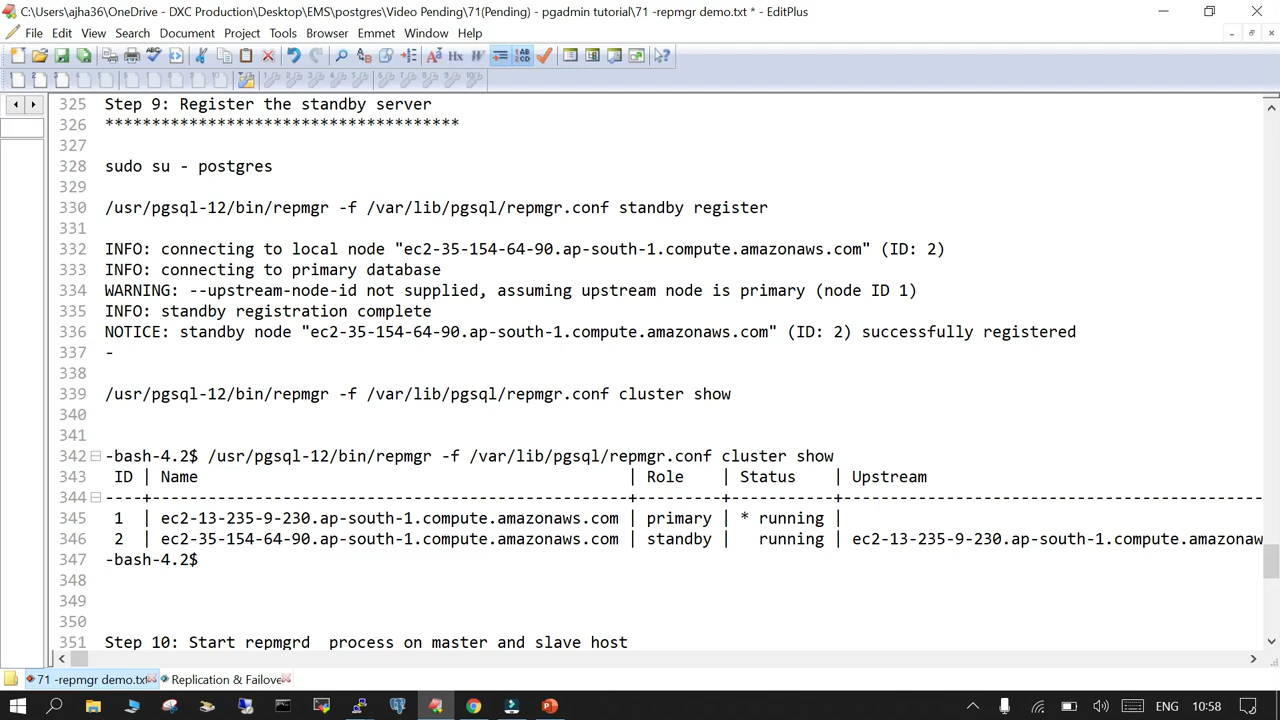 C:\Users\ajha36\OneDrive - DXC Production\Desktop\EMS\postgres\Video Pending\71(Pending) - pgadmin tutorial\71 -repmgr demo.txt * - EditPlus
File Edit View Search Document Project Tools Browser Emmet Window Help
325 Step 9: Register the standby server
326 **************************************
327
328 sudo su - postgres
329
330 /usr/pgsql-12/bin/repmgr -f /var/lib/pgsql/repmgr.conf standby register
331
332 INFO: connecting to local node "ec2-35-154-64-90.ap-south-1.compute.amazonaws.com" (ID: 2)
333 INFO: connecting to primary database
334 WARNING: --upstream-node-id not supplied, assuming upstream node is primary (node ID 1)
335 INFO: standby registration complete
336 NOTICE: standby node "ec2-35-154-64-90.ap-south-1.compute.amazonaws.com" (ID: 2) successfully registered
337 -
338
339 /usr/pgsql-12/bin/repmgr -f /var/lib/pgsql/repmgr.conf cluster show
340
341
342 -bash-4.2$ /usr/pgsql-12/bin/repmgr -f /var/lib/pgsql/repmgr.conf cluster show
343 ID | Name | Role | Status | Upstream
344 ----+----------------------------------------------------+---------+-----------+---------------------------------------------
345 1 | ec2-13-235-9-230.ap-south-1.compute.amazonaws.com | primary | * running |
346 2 | ec2-35-154-64-90.ap-south-1.compute.amazonaws.com | standby | running | ec2-13-235-9-230.ap-south-1.compute.amazonaw
347 -bash-4.2$
348
349
350
351 Step 10: Start repmgrd process on master and slave host
71 -repmgr demo.txt Replication & Failove
ENG 10:58